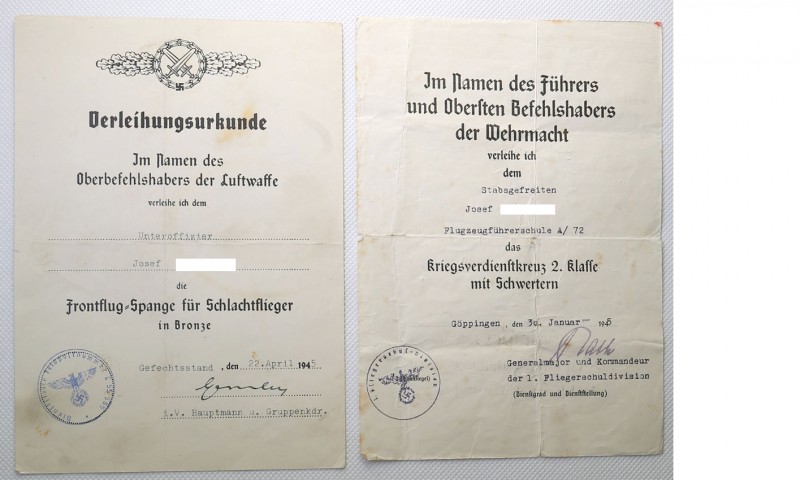 Verleihungsurkunde
Im Namen des
Oberbefehlshabers der Luftwaffe
verleihe ich dem
Unteroffizier
Josef
die
Frontflug-Spange für Schlachtflieger
in Bronze
Gefechtsstand, den 22.April 1945
i.V. Hauptmann u. Gruppenkdr.
Im Namen des Führers
und Obersten Befehlshabers
der Wehrmacht
verleihe ich
dem
Stabsgefreiten
Josef
Flugzeugführerschule A/ 72
das
Kriegsverdienstkreuz 2. Klasse
mit Schwertern
Göppingen, den 30. Januar 1945
Generalmajor und Kommandeur
der 1. Fliegerschuldivision
(Dienstgrad und Dienststellung)